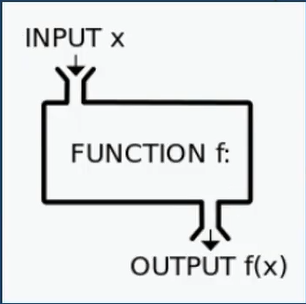 INPUT x
FUNCTION f:
OUTPUT f(x)